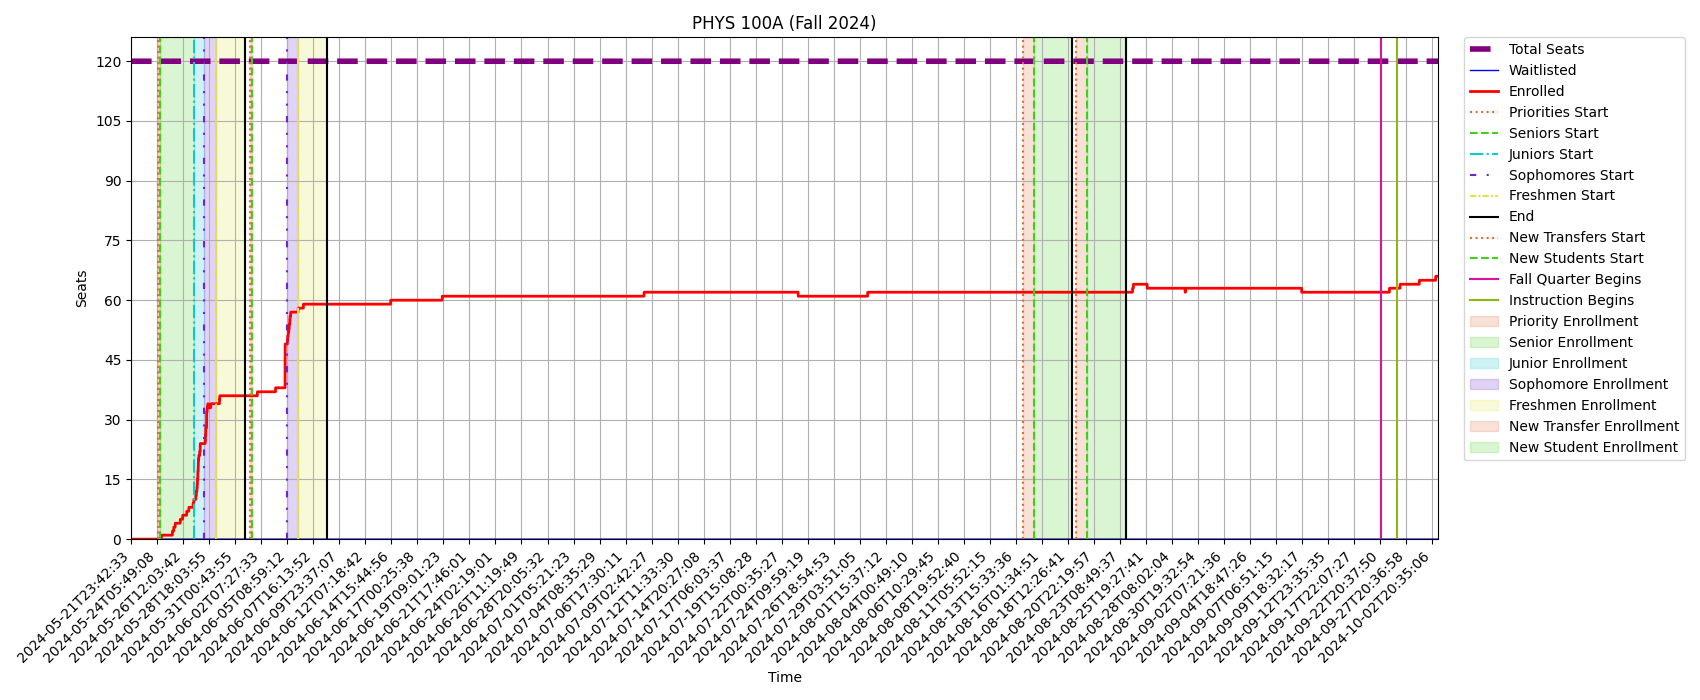 PHYS 100A (Fall 2024)
Seats
120
105
90
75
60
45
30
15
0
2024-05-21T23:42:33
2024-05-24T05:49:08
2024-05-26T12:03:42
2024-05-28T18:03:55
2024-05-31T00:43:55
2024-06-02T07:27:33
2024-06-05T08:59:12
2024-06-07T16:13:52
2024-06-09T23:37:07
2024-06-12T07:18:42
2024-06-14T15:44:56
2024-06-17T00:25:38
2024-06-19T09:01:23
2024-06-21T17:46:01
2024-06-24T02:19:01
2024-06-26T11:19:49
2024-06-28T20:05:32
2024-07-01T05:21:23
2024-07-04T08:35:29
2024-07-06T17:30:11
2024-07-09T02:42:27
2024-07-12T11:33:30
2024-07-14T20:27:08
2024-07-17T06:03:37
2024-07-19T15:08:28
2024-07-22T00:35:27
2024-07-24T09:59:19
2024-07-26T18:54:53
2024-07-29T03:51:05
2024-08-01T15:37:12
2024-08-04T00:49:10
2024-08-06T10:29:45
2024-08-08T19:52:40
2024-08-11T05:52:15
2024-08-13T15:33:36
2024-08-16T01:34:51
2024-08-18T12:26:41
2024-08-20T22:19:57
2024-08-23T08:49:37
2024-08-25T19:27:41
2024-08-28T08:02:04
2024-08-30T19:32:54
2024-09-02T07:21:36
2024-09-04T18:47:26
2024-09-07T06:51:15
2024-09-09T18:32:17
2024-09-12T23:35:35
2024-09-17T22:07:27
2024-09-22T20:37:50
2024-09-27T20:36:58
2024-10-02T20:35:06
Time
Total Seats
Waitlisted
Enrolled
Priorities Start
Seniors Start
Juniors Start
Sophomores Start
Freshmen Start
End
New Transfers Start
New Students Start
Fall Quarter Begins
Instruction Begins
Priority Enrollment
Senior Enrollment
Junior Enrollment
Sophomore Enrollment
Freshmen Enrollment
New Transfer Enrollment
New Student Enrollment